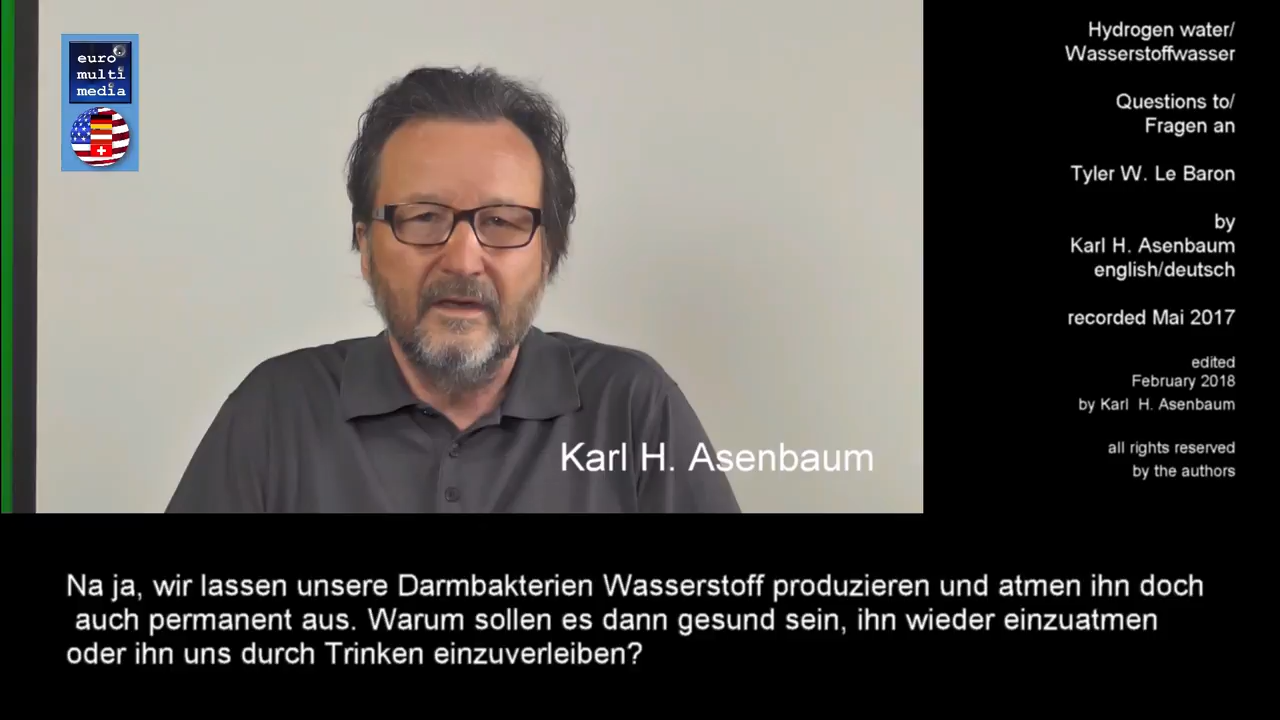 euro
multi
media
Karl H. Asenbaum
Hydrogen water/
Wasserstoffwasser
Questions to/
Fragen an
Tyler W. Le Baron
by
Karl H. Asenbaum
english/deutsch
recorded Mai 2017
edited
February 2018
by Karl H. Asenbaum
all rights reserved
by the authors
Na ja, wir lassen unsere Darmbakterien Wasserstoff produzieren und atmen ihn doch
auch permanent aus. Warum sollen es dann gesund sein, ihn wieder einzuatmen
oder ihn uns durch Trinken einzuverleiben?